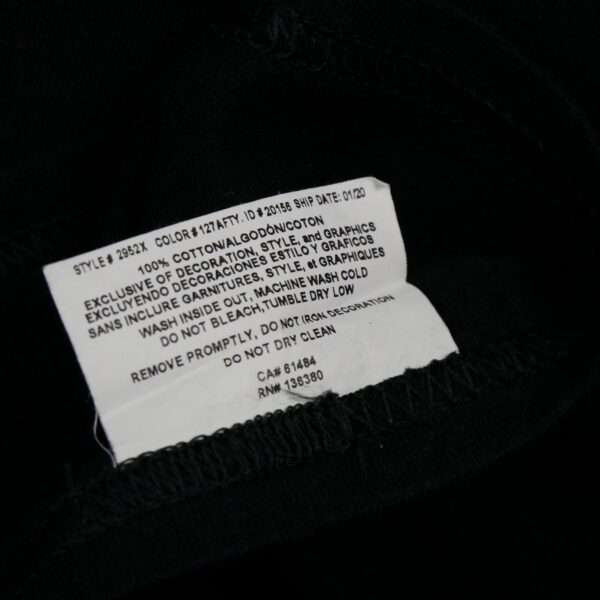 STYLE# 2952X COLOR# 127AFTY. ID# 20156 SHIP DATE: 01/20
100% COTTON/ALGODÓN/COTON
EXCLUSIVE OF DECORATION, STYLE, and GRAPHICS
EXCLUYENDO DECORACIONES ESTILO Y GRAFICOS
SANS INCLURE GARNITURES, STYLE, et GRAPHIQUES
WASH INSIDE OUT, MACHINE WASH COLD
DO NOT BLEACH,TUMBLE DRY LOW
REMOVE PROMPTLY, DO NOT IRON DECORATION
DO NOT DRY CLEAN
CA# 61484
RN# 136380